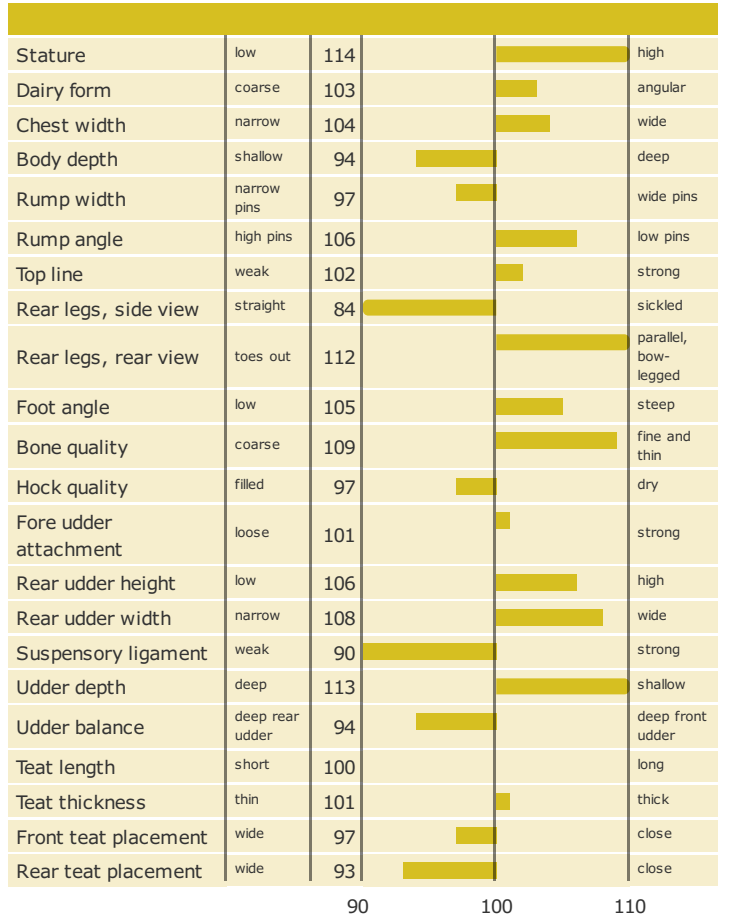 Stature low 114 high
Dairy form coarse 103 angular
Chest width narrow 104 wide
Body depth shallow 94 deep
Rump width narrow pins 97 wide pins
Rump angle high pins 106 low pins
Top line weak 102 strong
Rear legs, side view straight 84 sickled
Rear legs, rear view toes out 112 parallel, bow-legged
Foot angle low 105 steep
Bone quality coarse 109 fine and thin
Hock quality filled 97 dry
Fore udder attachment loose 101 strong
Rear udder height low 106 high
Rear udder width narrow 108 wide
Suspensory ligament weak 90 strong
Udder depth deep 113 shallow
Udder balance deep rear udder 94 deep front udder
Teat length short 100 long
Teat thickness thin 101 thick
Front teat placement wide 97 close
Rear teat placement wide 93 close
90 100 110